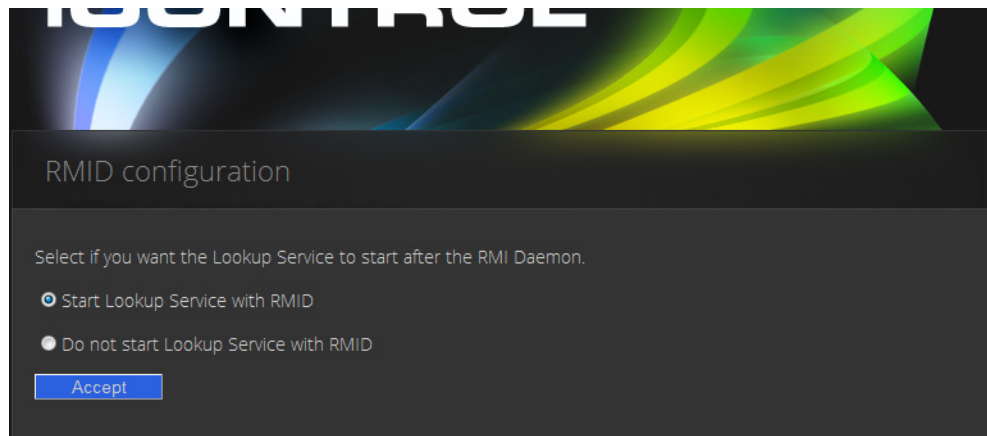 ICONTROL
RMID configuration
Select if you want the Lookup Service to start after the RMI Daemon.
Start Lookup Service with RMID
Do not start Lookup Service with RMID
Accept